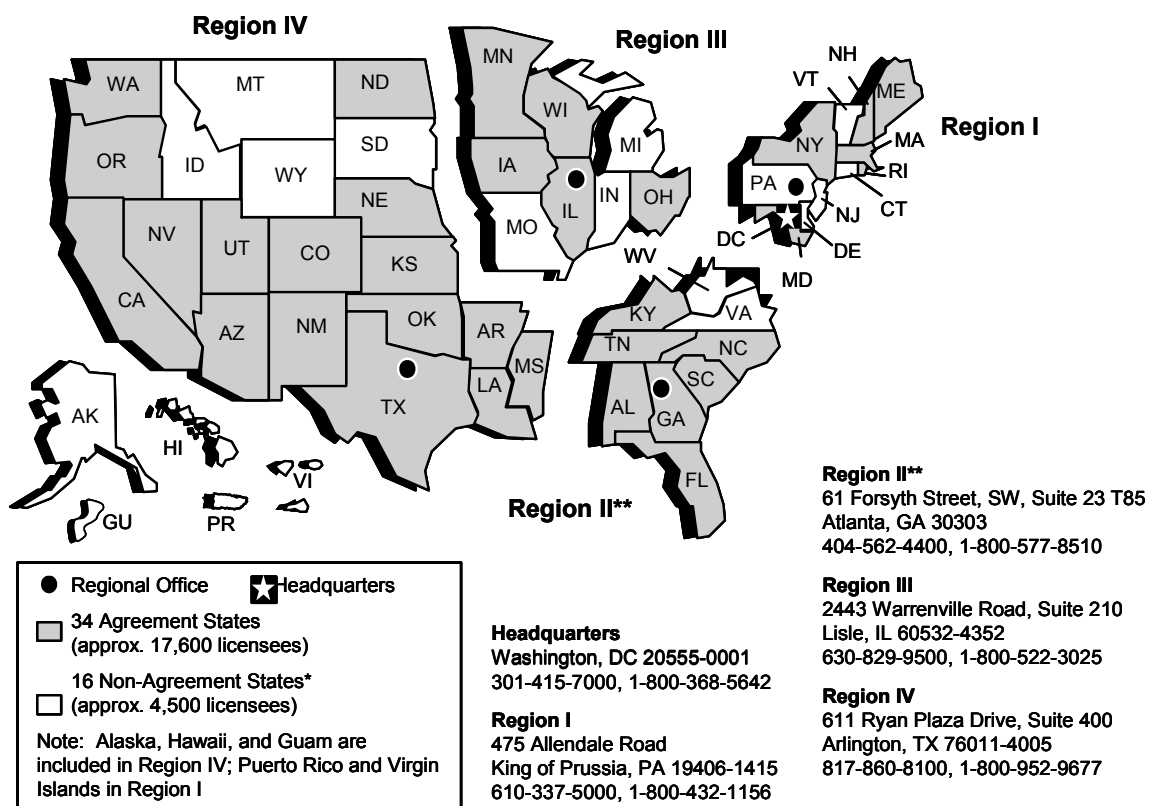 Region IV
Region III
Region I
Region II**
WA
MT
ND
OR
ID
WY
SD
NE
NV
UT
CO
KS
CA
AZ
NM
OK
TX
AR
LA
MS
AK
HI
GU
PR
VI
MN
WI
MI
IA
IL
IN
OH
MO
NH
VT
ME
NY
MA
RI
CT
PA
NJ
DE
DC
MD
WV
KY
VA
TN
NC
SC
AL
GA
FL
Regional Office
Headquarters
34 Agreement States
(approx. 17,600 licensees)
16 Non-Agreement States*
(approx. 4,500 licensees)
Note: Alaska, Hawaii, and Guam are
included in Region IV; Puerto Rico and Virgin
Islands in Region I
Headquarters
Washington, DC 20555-0001
301-415-7000, 1-800-368-5642
Region I
475 Allendale Road
King of Prussia, PA 19406-1415
610-337-5000, 1-800-432-1156
Region II**
61 Forsyth Street, SW, Suite 23 T85
Atlanta, GA 30303
404-562-4400, 1-800-577-8510
Region III
2443 Warrenville Road, Suite 210
Lisle, IL 60532-4352
630-829-9500, 1-800-522-3025
Region IV
611 Ryan Plaza Drive, Suite 400
Arlington, TX 76011-4005
817-860-8100, 1-800-952-9677